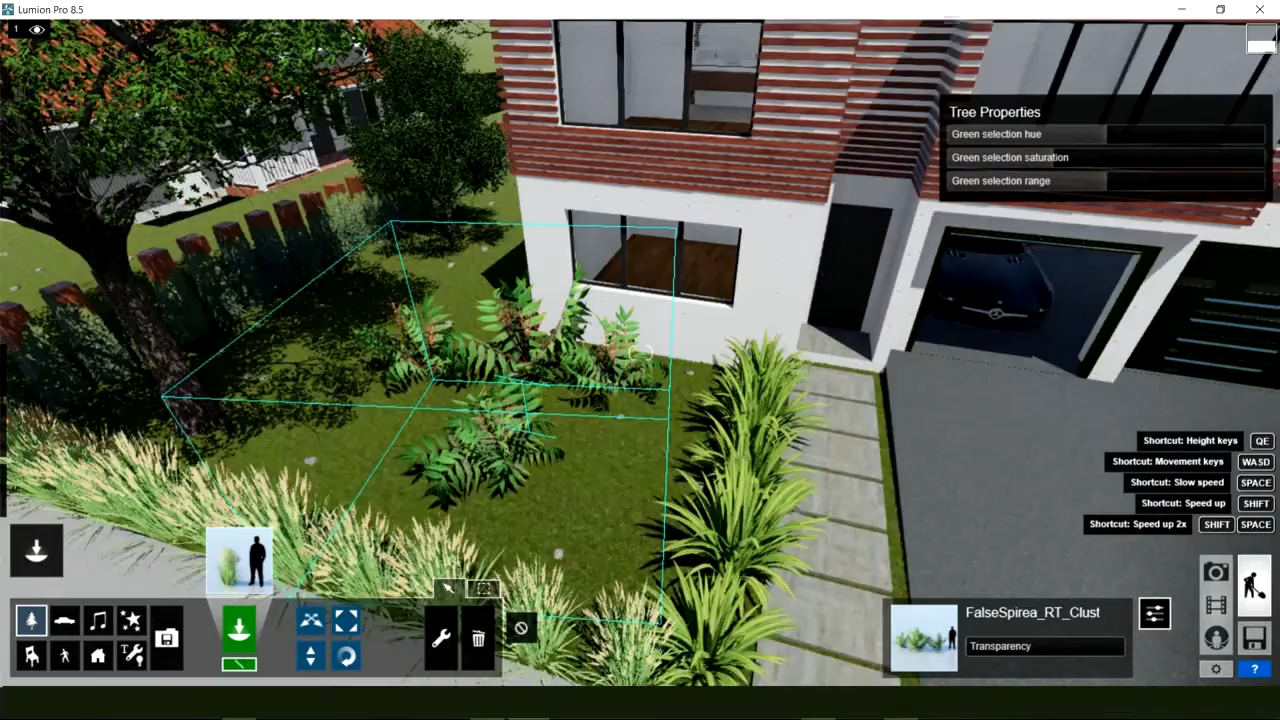 Lumion Pro 8.5
1
Tree Properties
Green selection hue
Green selection saturation
Green selection range
Shortcut: Height keys QE
Shortcut: Movement keys WASD
Shortcut: Slow speed SPACE
Shortcut: Speed up SHIFT
Shortcut: Speed up 2x SHIFT SPACE
FalseSpirea_RT_Clust
Transparency
T
?